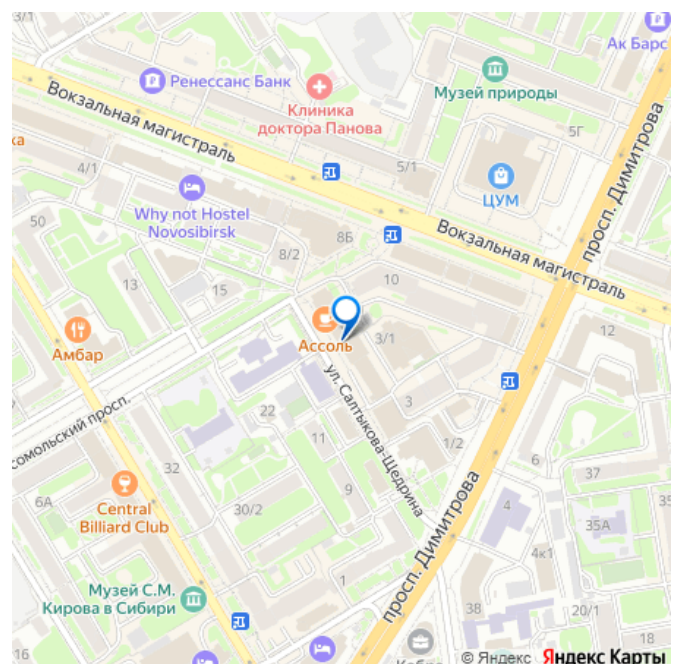 3/1
Ак Барс
Ренессанс Банк
Музей природы
Вокзальная магистраль
Клиника
доктора Панова
5Г
просп. Димитрова
ка
4/1
5/1
ЦУМ
Why not Hostel
Novosibirsk
50
8Б
8/2
Вокзальная магистраль
13
15
10
12
Амбар
Ассоль
3/1
ул. Салтыкова-Щедрина
сомольский просп.
22
3
11
1/2
32
6
37
9
6А
Central
Billiard Club
30/2
4
35А
просп. Димитрова
4к1
Музей С.М.
Кирова в Сибири
1
38
20/1
16
18
© Яндекс Яндекс Карты